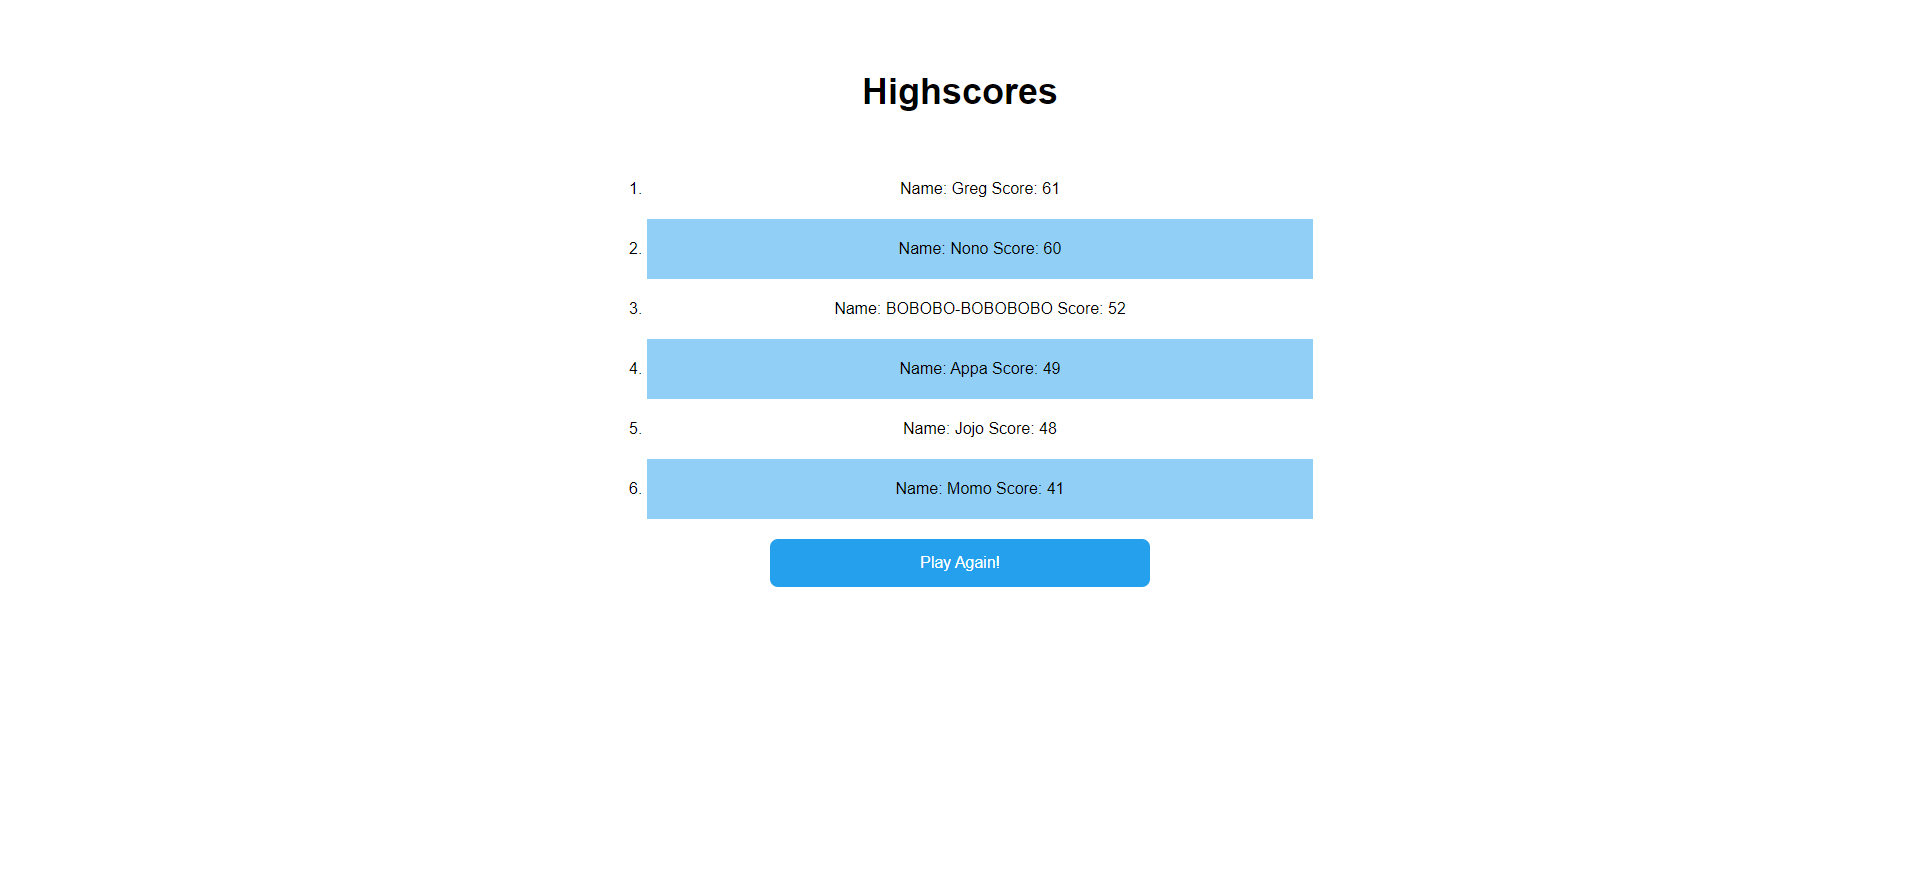 Highscores
1. Name: Greg Score: 61
2. Name: Nono Score: 60
3. Name: BOBOBO-BOBOBOBO Score: 52
4. Name: Appa Score: 49
5. Name: Jojo Score: 48
6. Name: Momo Score: 41
Play Again!